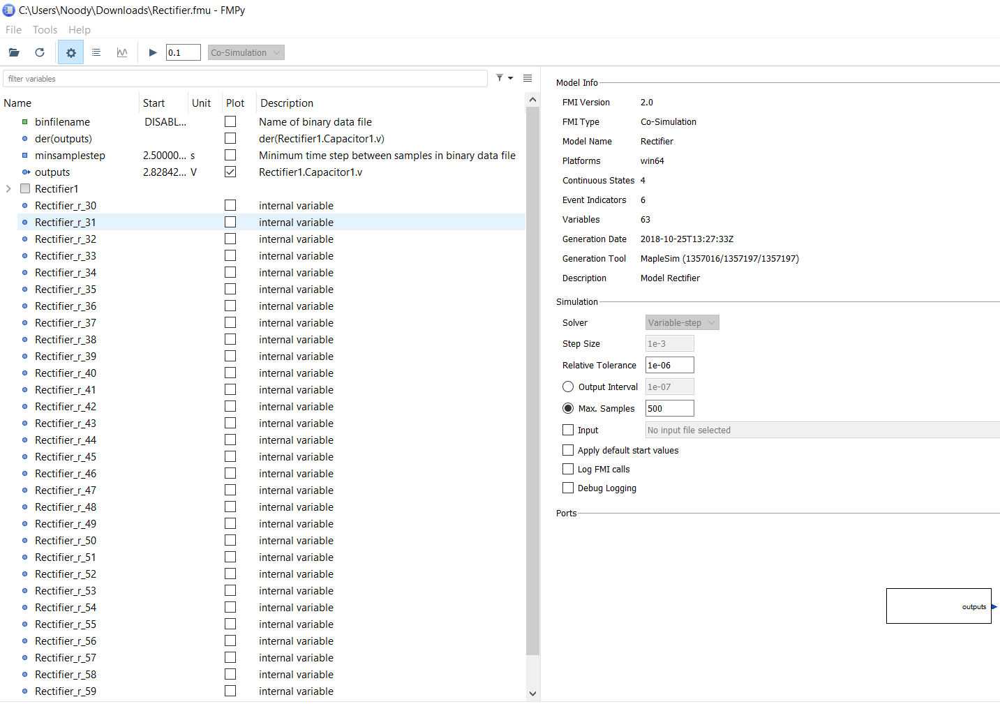 C:\Users\Noody\Downloads\Rectifier.fmu - FMPy
File Tools Help
0.1 Co-Simulation
filter variables
Name Start Unit Plot Description
binfilename DISABL... Name of binary data file
der(outputs) der(Rectifier1.Capacitor1.v)
minsamplestep 2.50000... s Minimum time step between samples in binary data file
outputs 2.82842... V Rectifier1.Capacitor1.v
Rectifier1
Rectifier_r_30 internal variable
Rectifier_r_31 internal variable
Rectifier_r_32 internal variable
Rectifier_r_33 internal variable
Rectifier_r_34 internal variable
Rectifier_r_35 internal variable
Rectifier_r_36 internal variable
Rectifier_r_37 internal variable
Rectifier_r_38 internal variable
Rectifier_r_39 internal variable
Rectifier_r_40 internal variable
Rectifier_r_41 internal variable
Rectifier_r_42 internal variable
Rectifier_r_43 internal variable
Rectifier_r_44 internal variable
Rectifier_r_45 internal variable
Rectifier_r_46 internal variable
Rectifier_r_47 internal variable
Rectifier_r_48 internal variable
Rectifier_r_49 internal variable
Rectifier_r_50 internal variable
Rectifier_r_51 internal variable
Rectifier_r_52 internal variable
Rectifier_r_53 internal variable
Rectifier_r_54 internal variable
Rectifier_r_55 internal variable
Rectifier_r_56 internal variable
Rectifier_r_57 internal variable
Rectifier_r_58 internal variable
Rectifier_r_59 internal variable
Model Info
FMI Version 2.0
FMI Type Co-Simulation
Model Name Rectifier
Platforms win64
Continuous States 4
Event Indicators 6
Variables 63
Generation Date 2018-10-25T13:27:33Z
Generation Tool MapleSim (1357016/1357197/1357197)
Description Model Rectifier
Simulation
Solver Variable-step
Step Size 1e-3
Relative Tolerance 1e-06
Output Interval 1e-07
Max. Samples 500
Input No input file selected
Apply default start values
Log FMI calls
Debug Logging
Ports
outputs